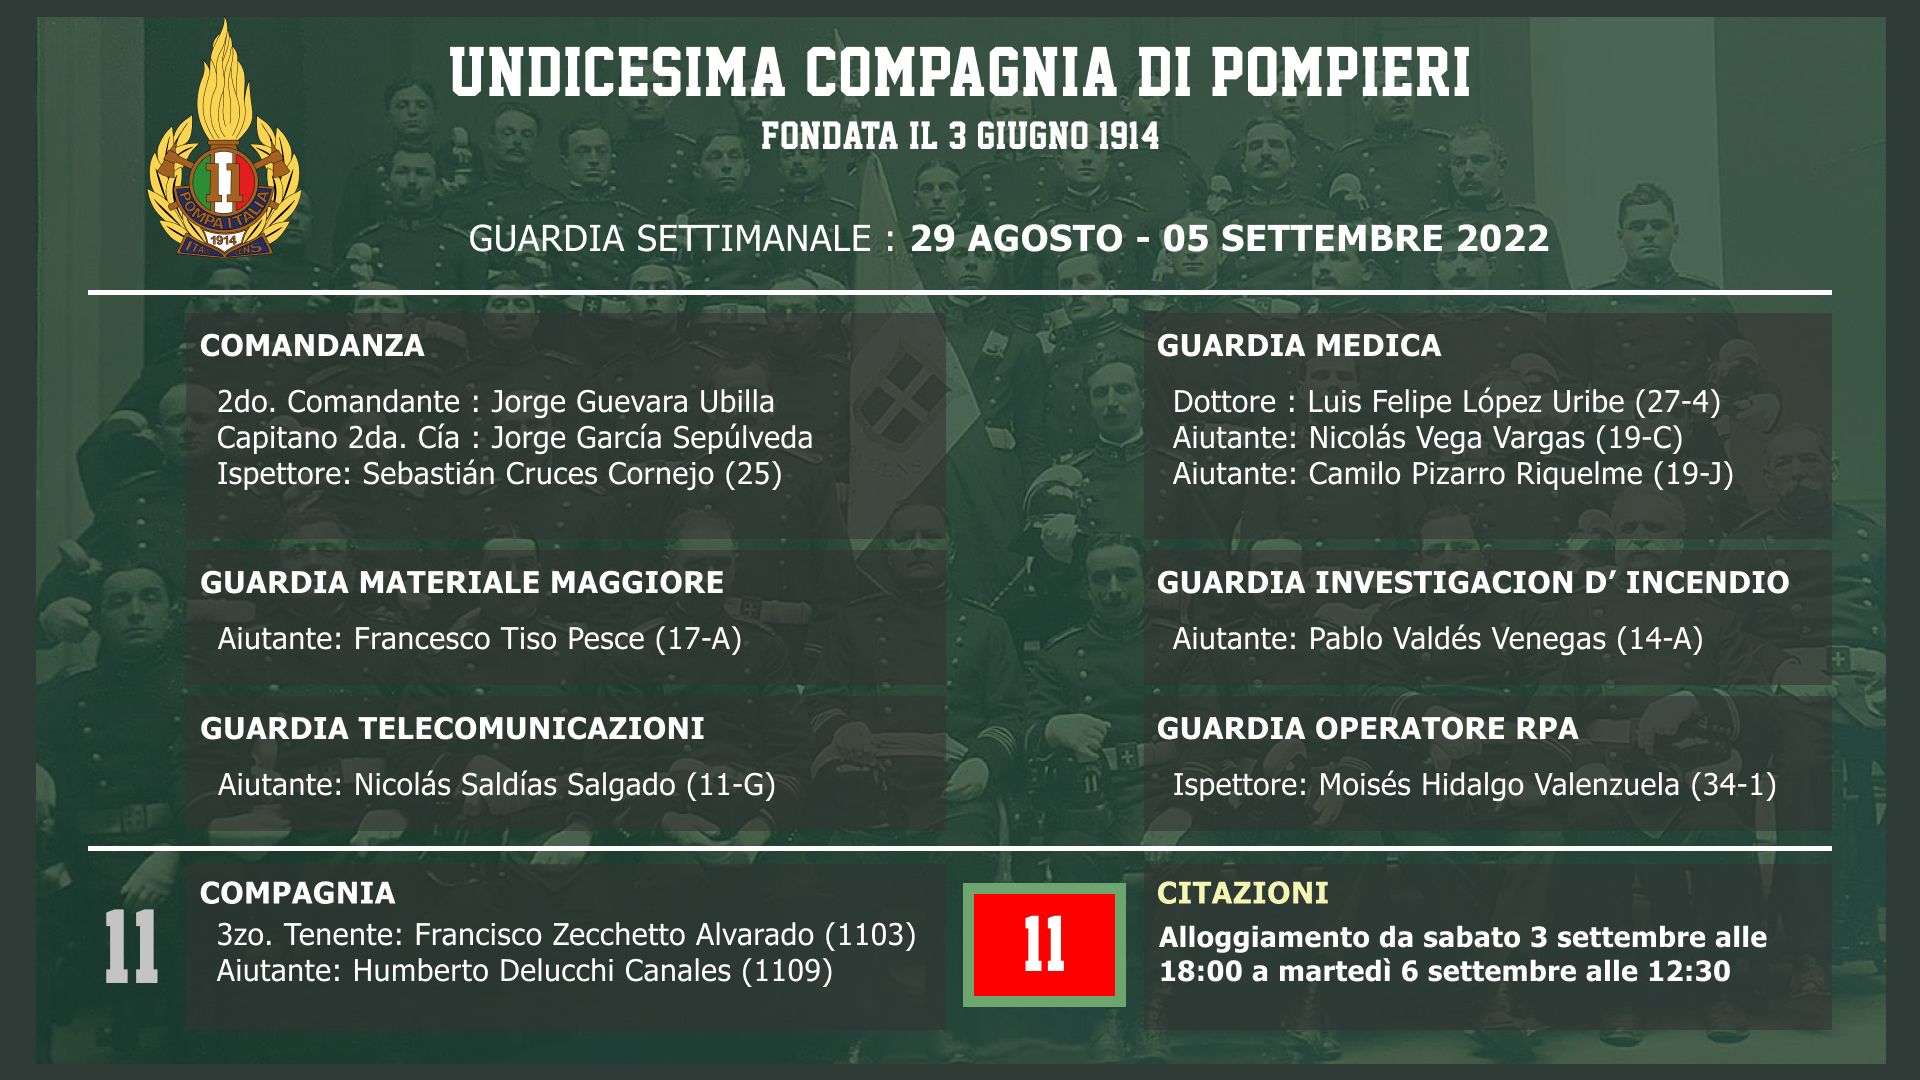 UNDICESIMA COMPAGNIA DI POMPIERI
FONDATA IL 3 GIUGNO 1914
11
POMPA ITALIA
1914
GUARDIA SETTIMANALE : 29 AGOSTO - 05 SETTEMBRE 2022
COMANDANZA
2do. Comandante : Jorge Guevara Ubilla
Capitano 2da. Cía : Jorge García Sepúlveda
Ispettore: Sebastián Cruces Cornejo (25)
GUARDIA MEDICA
Dottore : Luis Felipe López Uribe (27-4)
Aiutante: Nicolás Vega Vargas (19-C)
Aiutante: Camilo Pizarro Riquelme (19-J)
GUARDIA MATERIALE MAGGIORE
Aiutante: Francesco Tiso Pesce (17-A)
GUARDIA INVESTIGACION D’ INCENDIO
Aiutante: Pablo Valdés Venegas (14-A)
GUARDIA TELECOMUNICAZIONI
Aiutante: Nicolás Saldías Salgado (11-G)
GUARDIA OPERATORE RPA
Ispettore: Moisés Hidalgo Valenzuela (34-1)
11
COMPAGNIA
3zo. Tenente: Francisco Zecchetto Alvarado (1103)
Aiutante: Humberto Delucchi Canales (1109)
11
CITAZIONI
Alloggiamento da sabato 3 settembre alle
18:00 a martedì 6 settembre alle 12:30